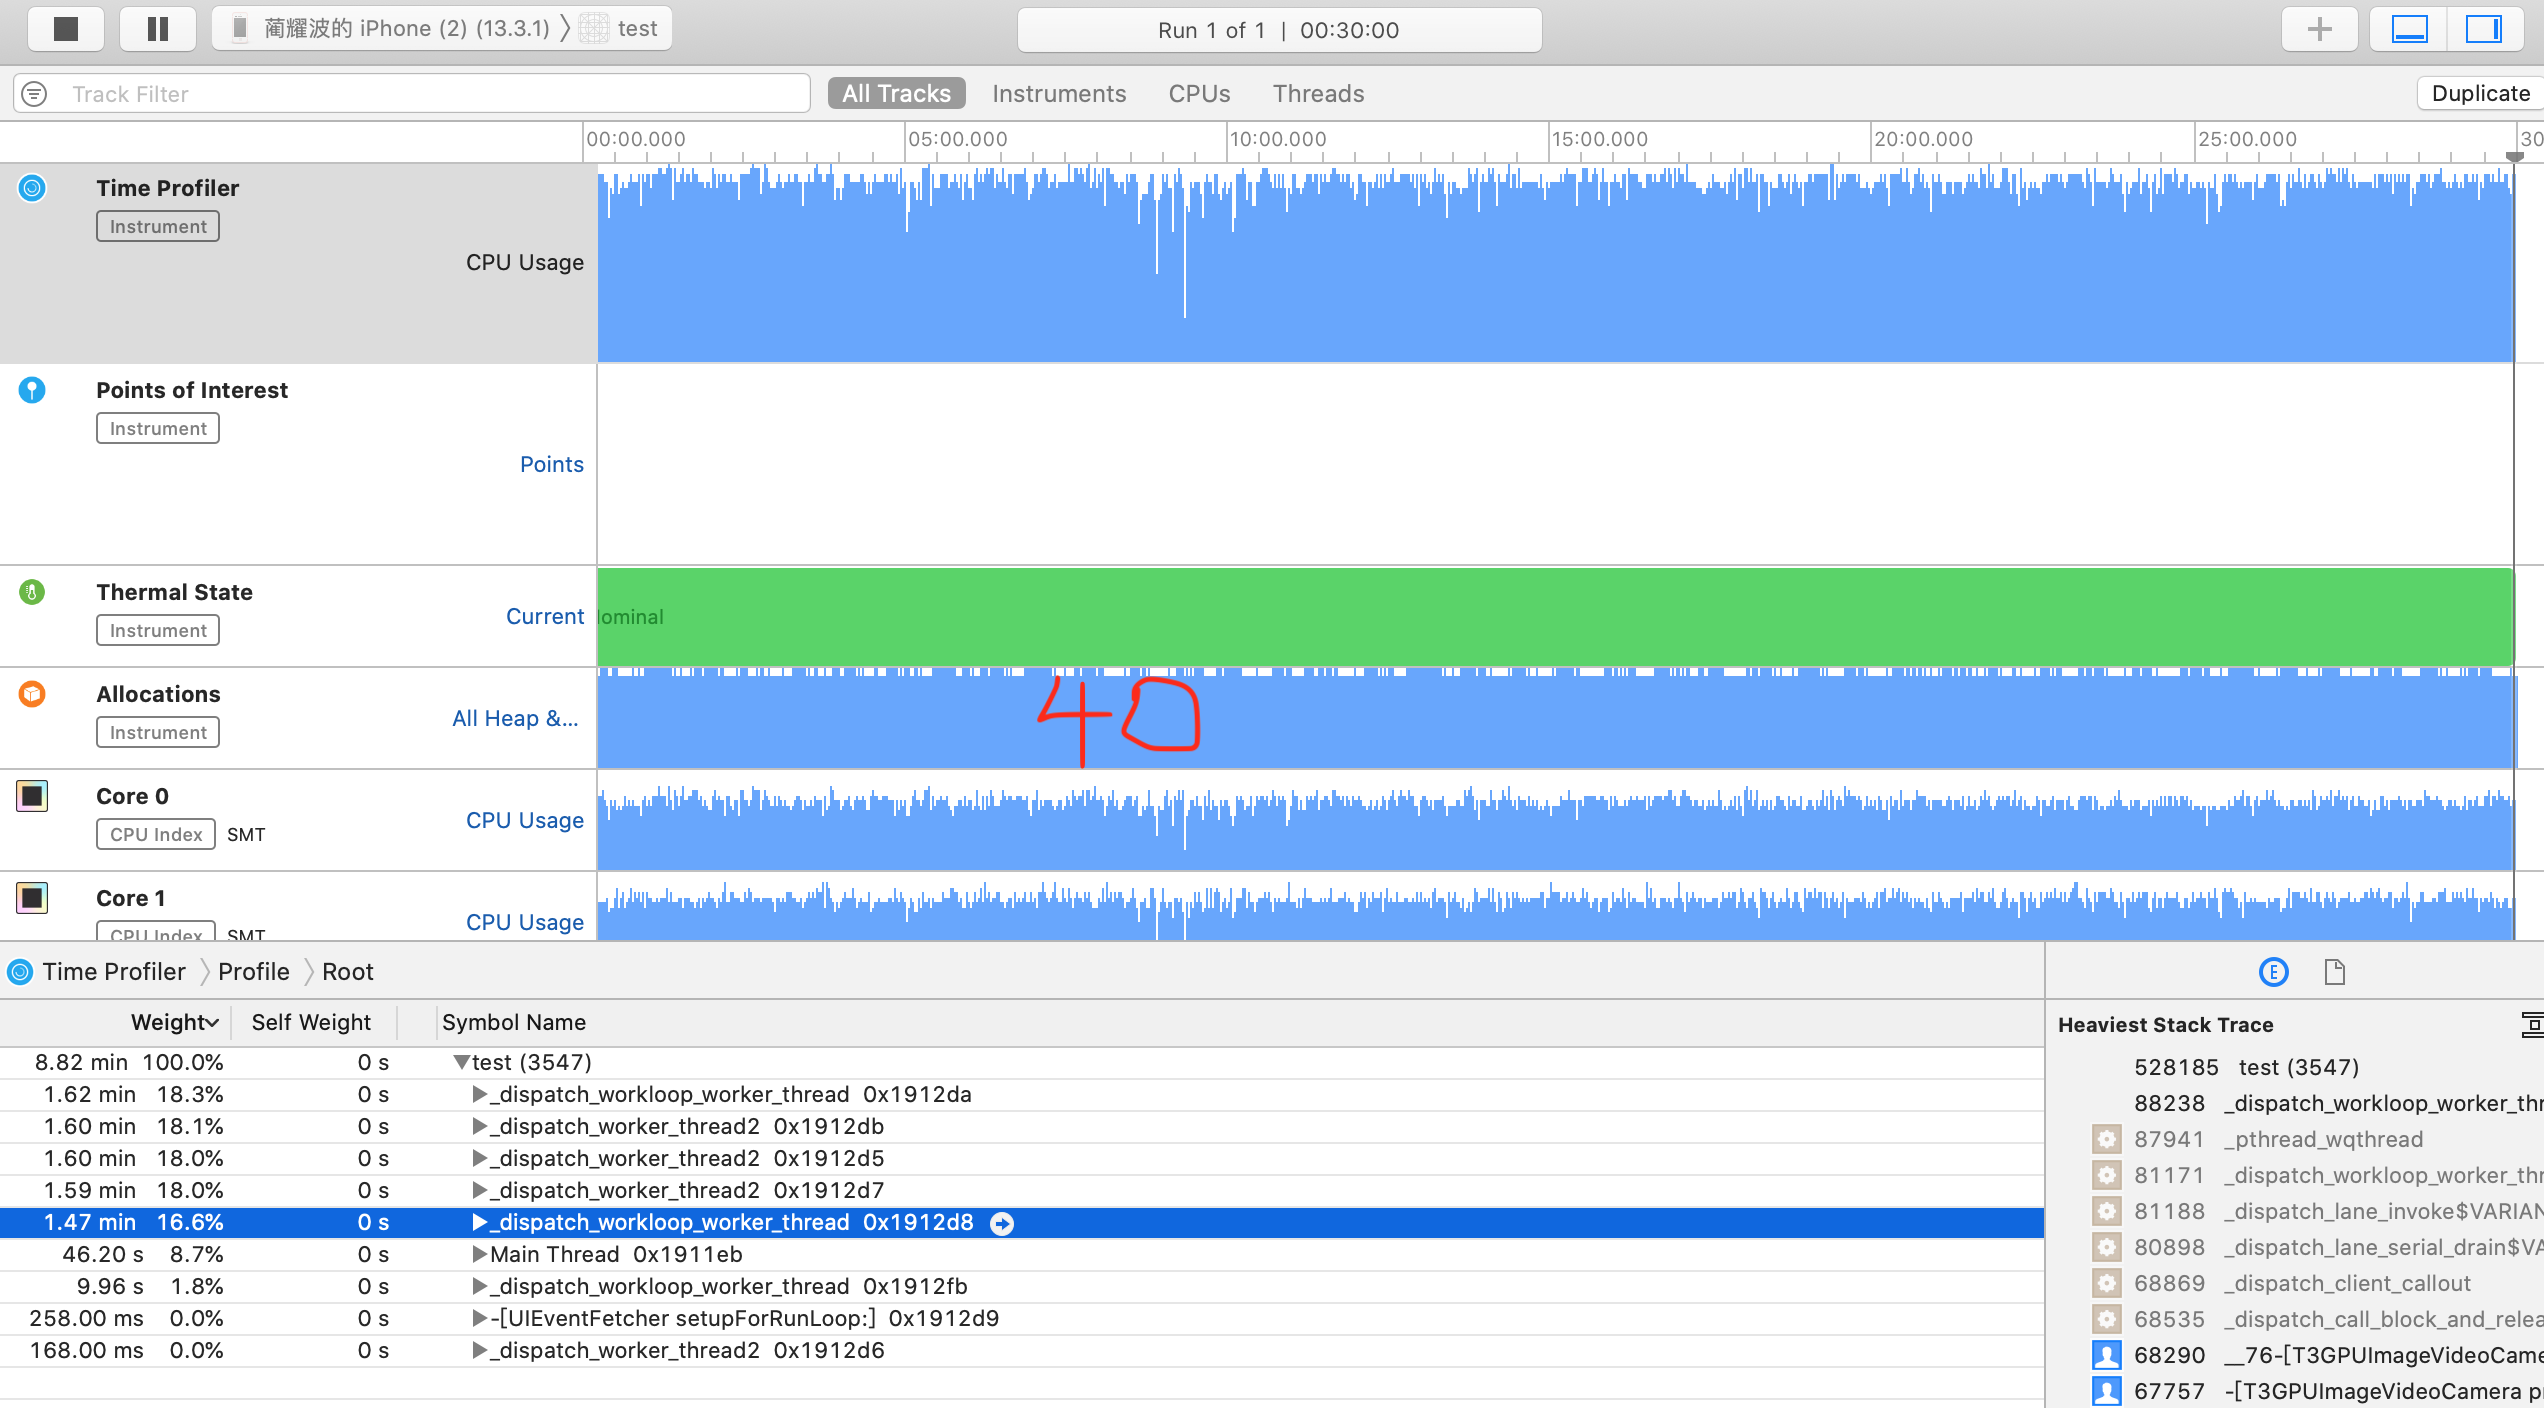 蔺耀波的 iPhone (2) (13.3.1) 〉 test
Run 1 of 1 | 00:30:00
Track Filter
All Tracks Instruments CPUs Threads
Duplicate
00:00.000 05:00.000 10:00.000 15:00.000 20:00.000 25:00.000 30
Time Profiler
Instrument
CPU Usage
Points of Interest
Instrument
Points
Thermal State
Instrument
Current
ominal
Allocations
Instrument
All Heap &...
40
Core 0
CPU Index SMT
CPU Usage
Core 1
CPU Index SMT
CPU Usage
Time Profiler 〉 Profile 〉 Root
Weight Self Weight Symbol Name
8.82 min 100.0% 0 s test (3547)
1.62 min 18.3% 0 s _dispatch_workloop_worker_thread 0x1912da
1.60 min 18.1% 0 s _dispatch_worker_thread2 0x1912db
1.60 min 18.0% 0 s _dispatch_worker_thread2 0x1912d5
1.59 min 18.0% 0 s _dispatch_worker_thread2 0x1912d7
1.47 min 16.6% 0 s _dispatch_workloop_worker_thread 0x1912d8
46.20 s 8.7% 0 s Main Thread 0x1911eb
9.96 s 1.8% 0 s _dispatch_workloop_worker_thread 0x1912fb
258.00 ms 0.0% 0 s -[UIEventFetcher setupForRunLoop:] 0x1912d9
168.00 ms 0.0% 0 s _dispatch_worker_thread2 0x1912d6
E
Heaviest Stack Trace
528185 test (3547)
88238 _dispatch_workloop_worker_thr
87941 _pthread_wqthread
81171 _dispatch_workloop_worker_thr
81188 _dispatch_lane_invoke$VARIAN
80898 _dispatch_lane_serial_drain$VA
68869 _dispatch_client_callout
68535 _dispatch_call_block_and_relea
68290 __76-[T3GPUImageVideoCame
67757 -[T3GPUImageVideoCamera pr